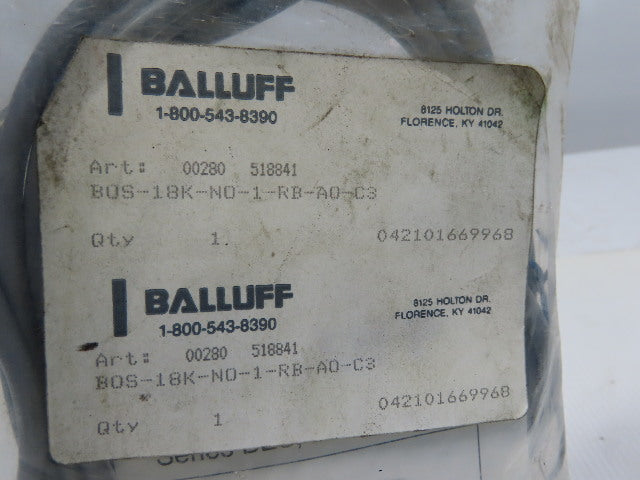 BALLUFF
1-800-543-8390
8125 HOLTON DR.
FLORENCE, KY 41042
Art: 00280 518841
BOS-18K-NO-1-RB-AO-C3
Qty 1.
042101669968
BALLUFF
1-800-543-8390
8125 HOLTON DR.
FLORENCE, KY 41042
Art: 00280 518841
BOS-18K-NO-1-RB-AO-C3
Qty 1
042101669968
Series